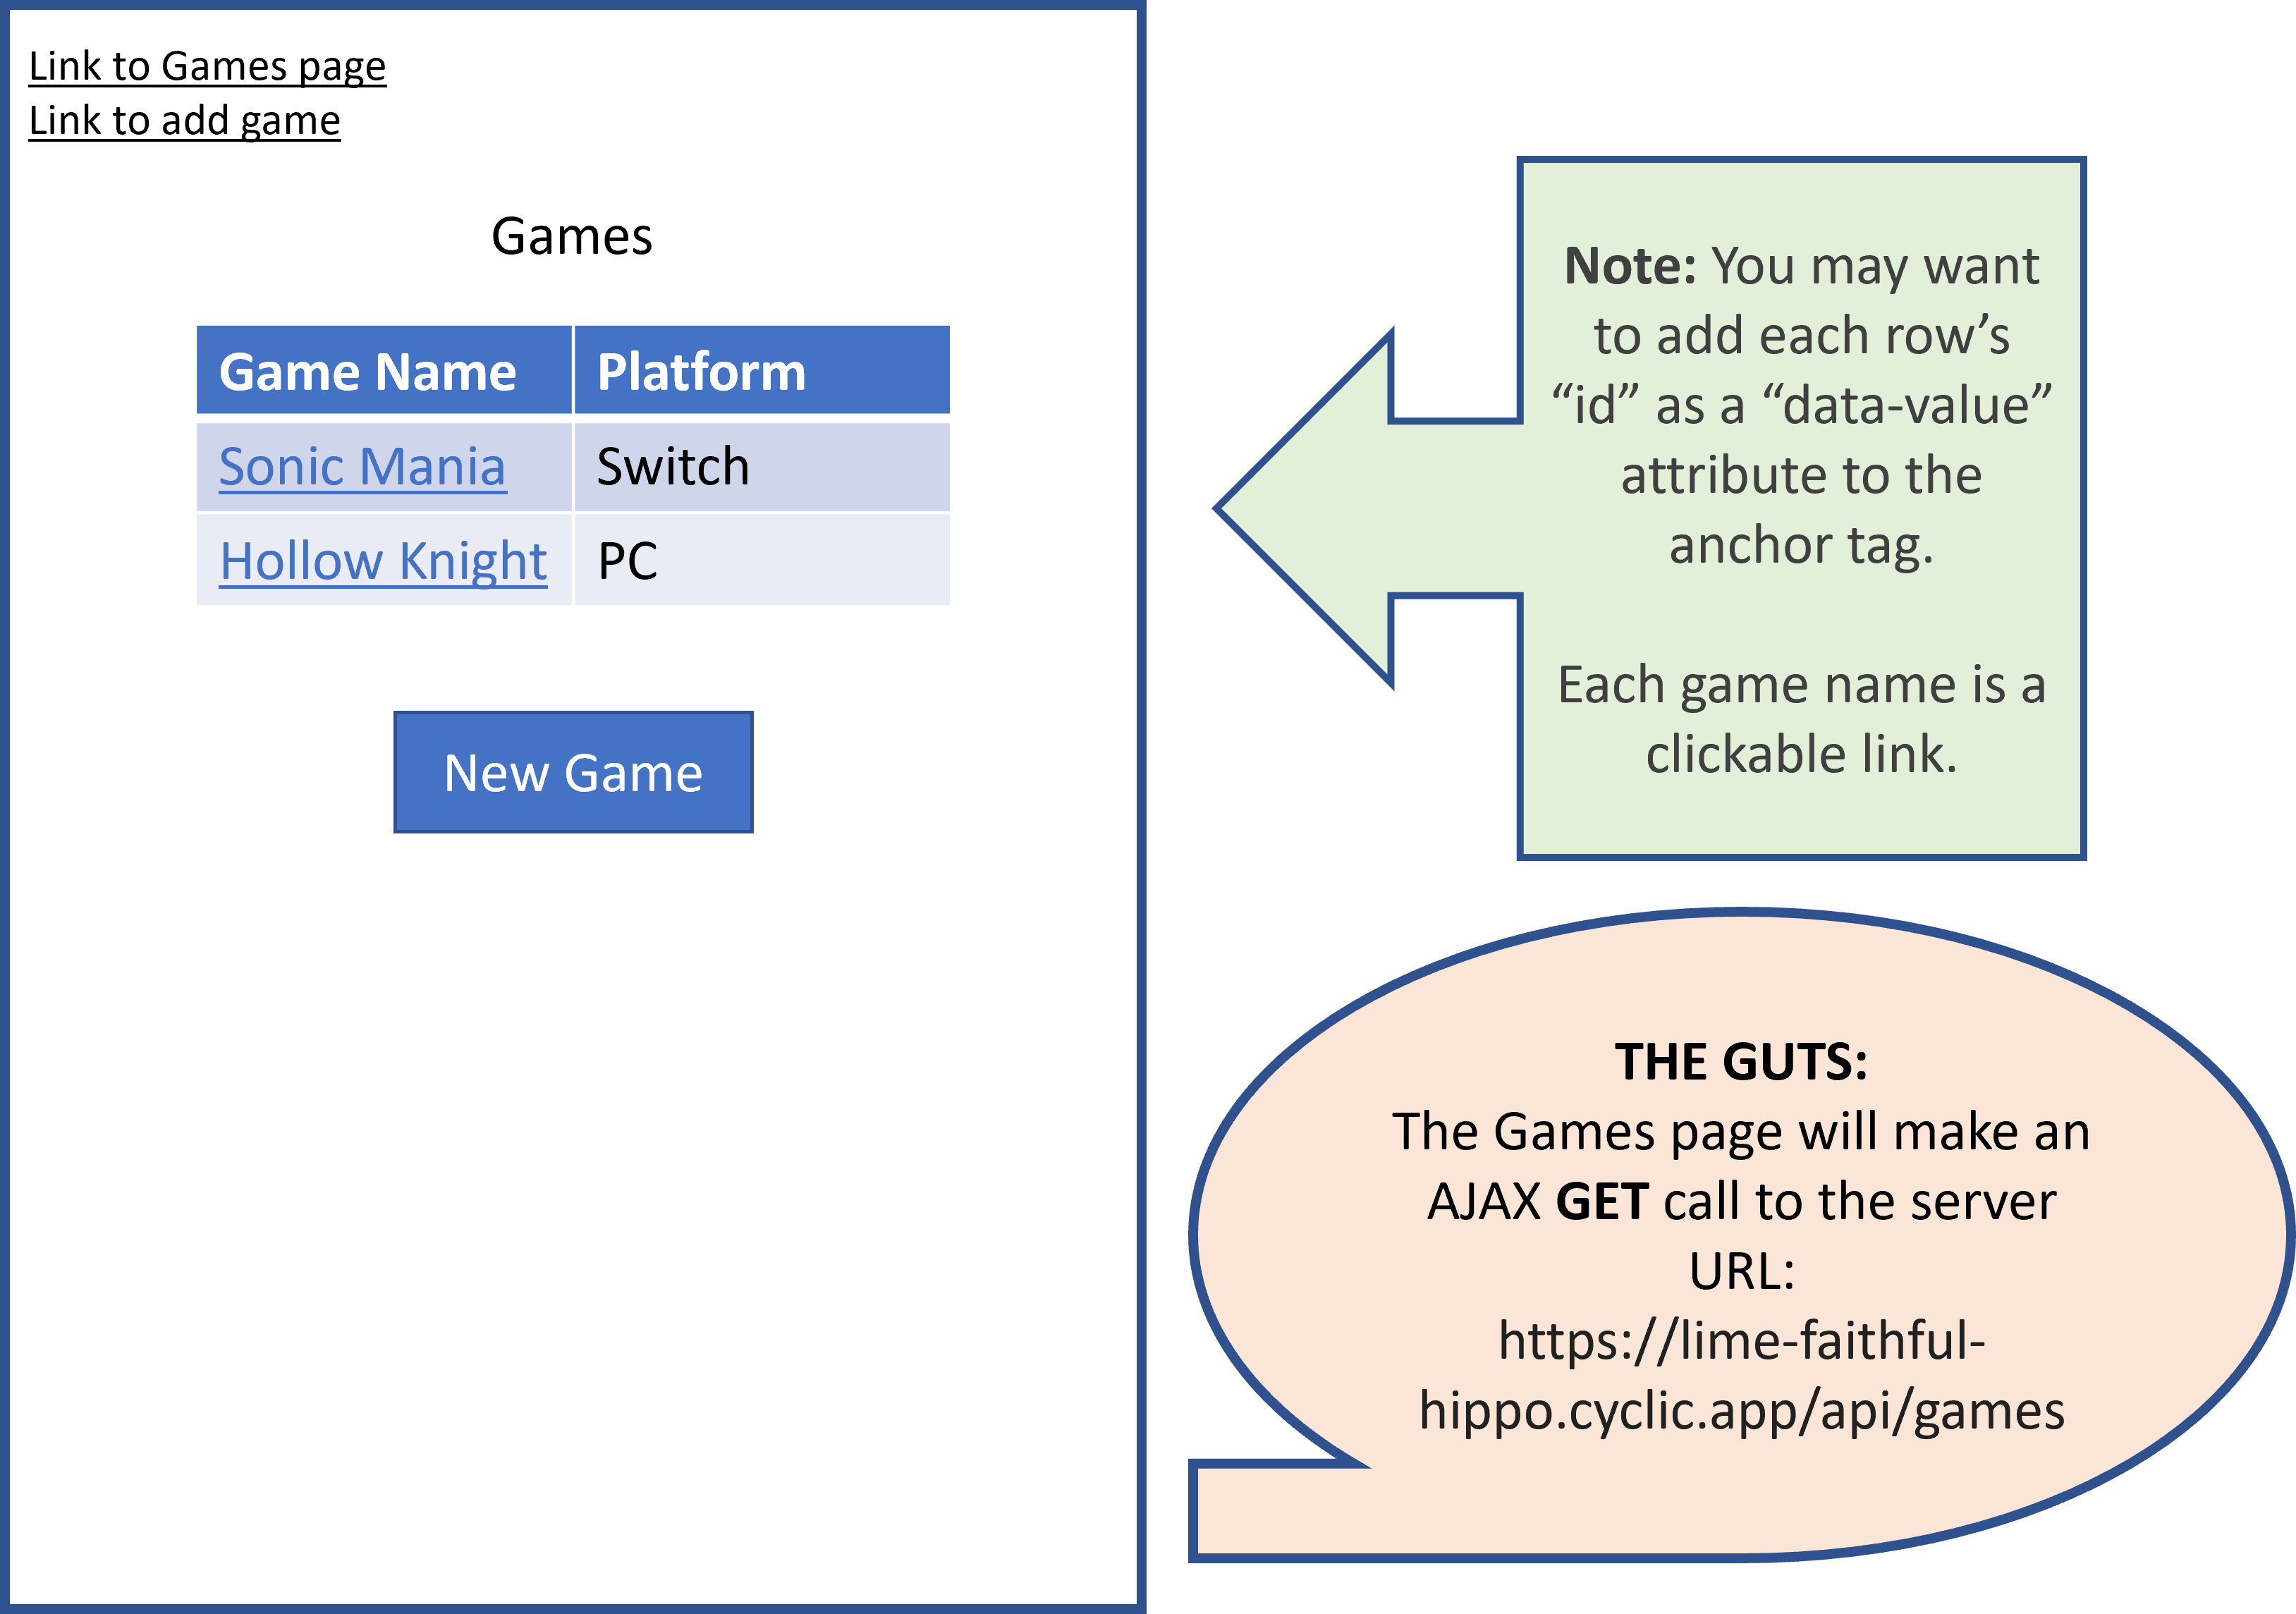 Link to Games page
Link to add game
Games
Game Name Platform
Sonic Mania Switch
Hollow Knight PC
New Game
Note: You may want
to add each row’s
“id” as a “data-value”
attribute to the
anchor tag.
Each game name is a
clickable link.
THE GUTS:
The Games page will make an
AJAX GET call to the server
URL:
https://lime-faithful-
hippo.cyclic.app/api/games